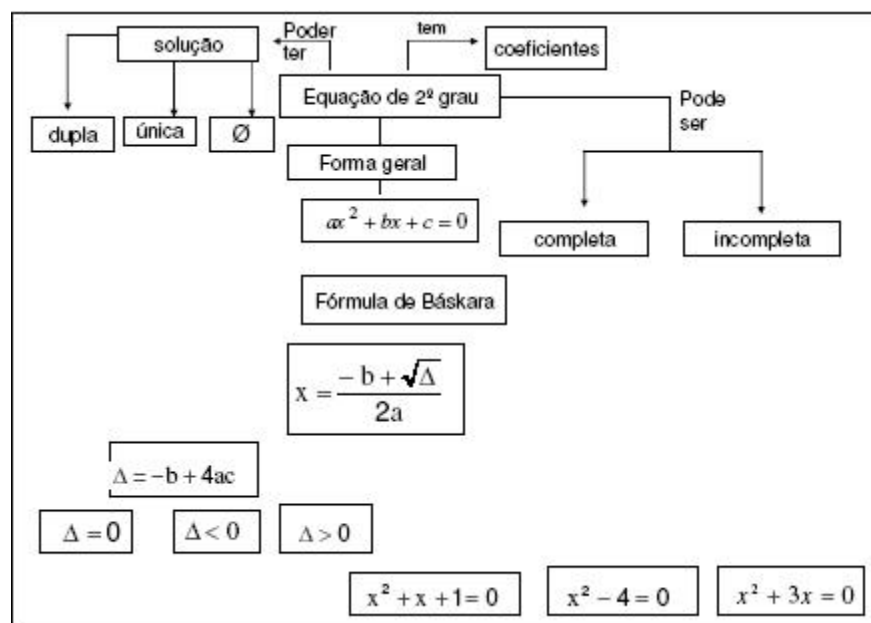 solução
Poder
ter
tem
coeficientes
Equação de 2º grau
Pode
ser
dupla
única
Ø
Forma geral
ax² + bx + c = 0
completa
incompleta
Fórmula de Báskara
x = (−b + √Δ) / 2a
Δ = −b + 4ac
Δ = 0
Δ < 0
Δ > 0
x² + x + 1 = 0
x² − 4 = 0
x² + 3x = 0